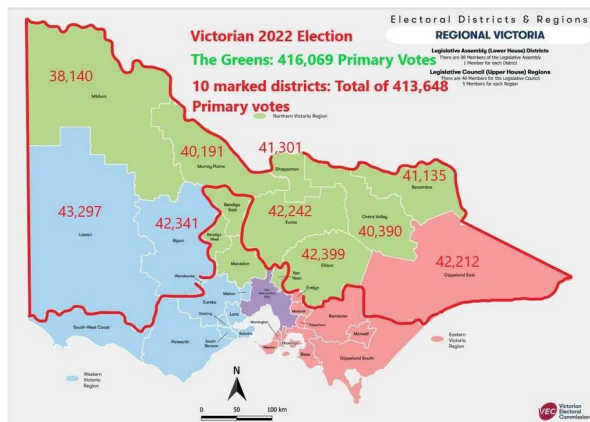 Electoral Districts & Regions
REGIONAL VICTORIA
Victorian 2022 Election
The Greens: 416,069 Primary Votes
10 marked districts: Total of 413,648
Primary votes
Legislative Assembly (Lower House) Districts
There are 88 Members of the Legislative Assembly
1 Member for each District
Legislative Council (Upper House) Regions
There are 40 Members for the Legislative Council
5 Members for each Region
Northern Victoria Region
38,140
Mildura
40,191
Murray Plains
41,301
Shepparton
41,135
Benambra
43,297
Lowan
42,341
Ripon
Bendigo
East
Bendigo
West
42,242
Euroa
Ovens Valley
40,390
42,399
Eildon
42,212
Gippsland East
Macedon
Yan
Yean
Evelyn
Wendouree
Melton
Eureka
Lara
Geelong
Bellarine
South
Barwon
South-West Coast
Polwarth
Mornington
Hastings
Bass
Monbulk
Pakenham
Narracan
Morwell
Gippsland South
Eastern
Victoria
Region
Western
Victoria
Region
N
0 50 100 km
VEC
Victorian
Electoral
Commission